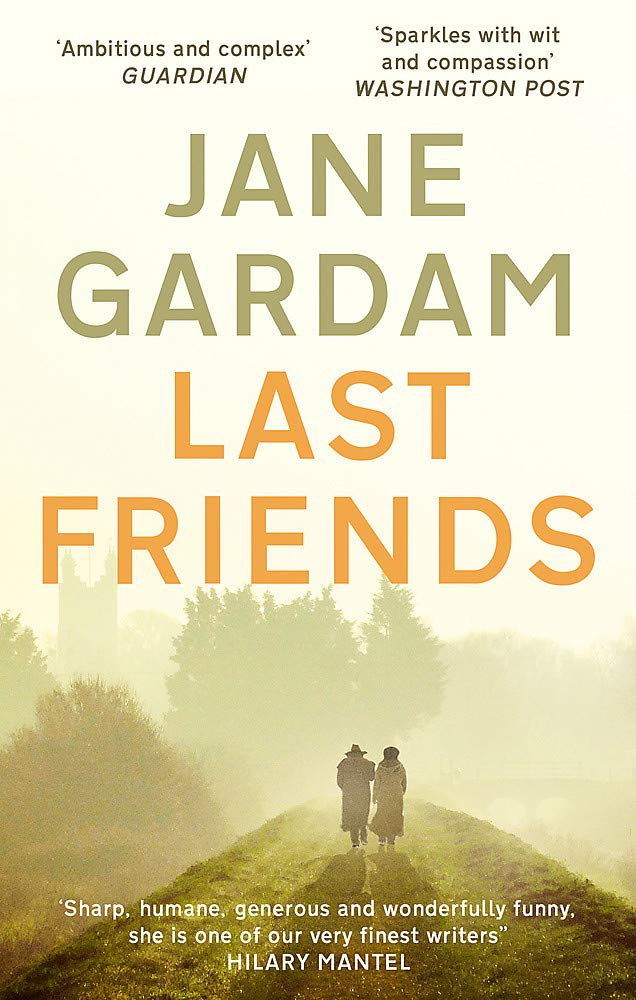 ‘Ambitious and complex’
GUARDIAN
‘Sparkles with wit
and compassion’
WASHINGTON POST
JANE
GARDAM
LAST
FRIENDS
‘Sharp, humane, generous and wonderfully funny,
she is one of our very finest writers”
HILARY MANTEL